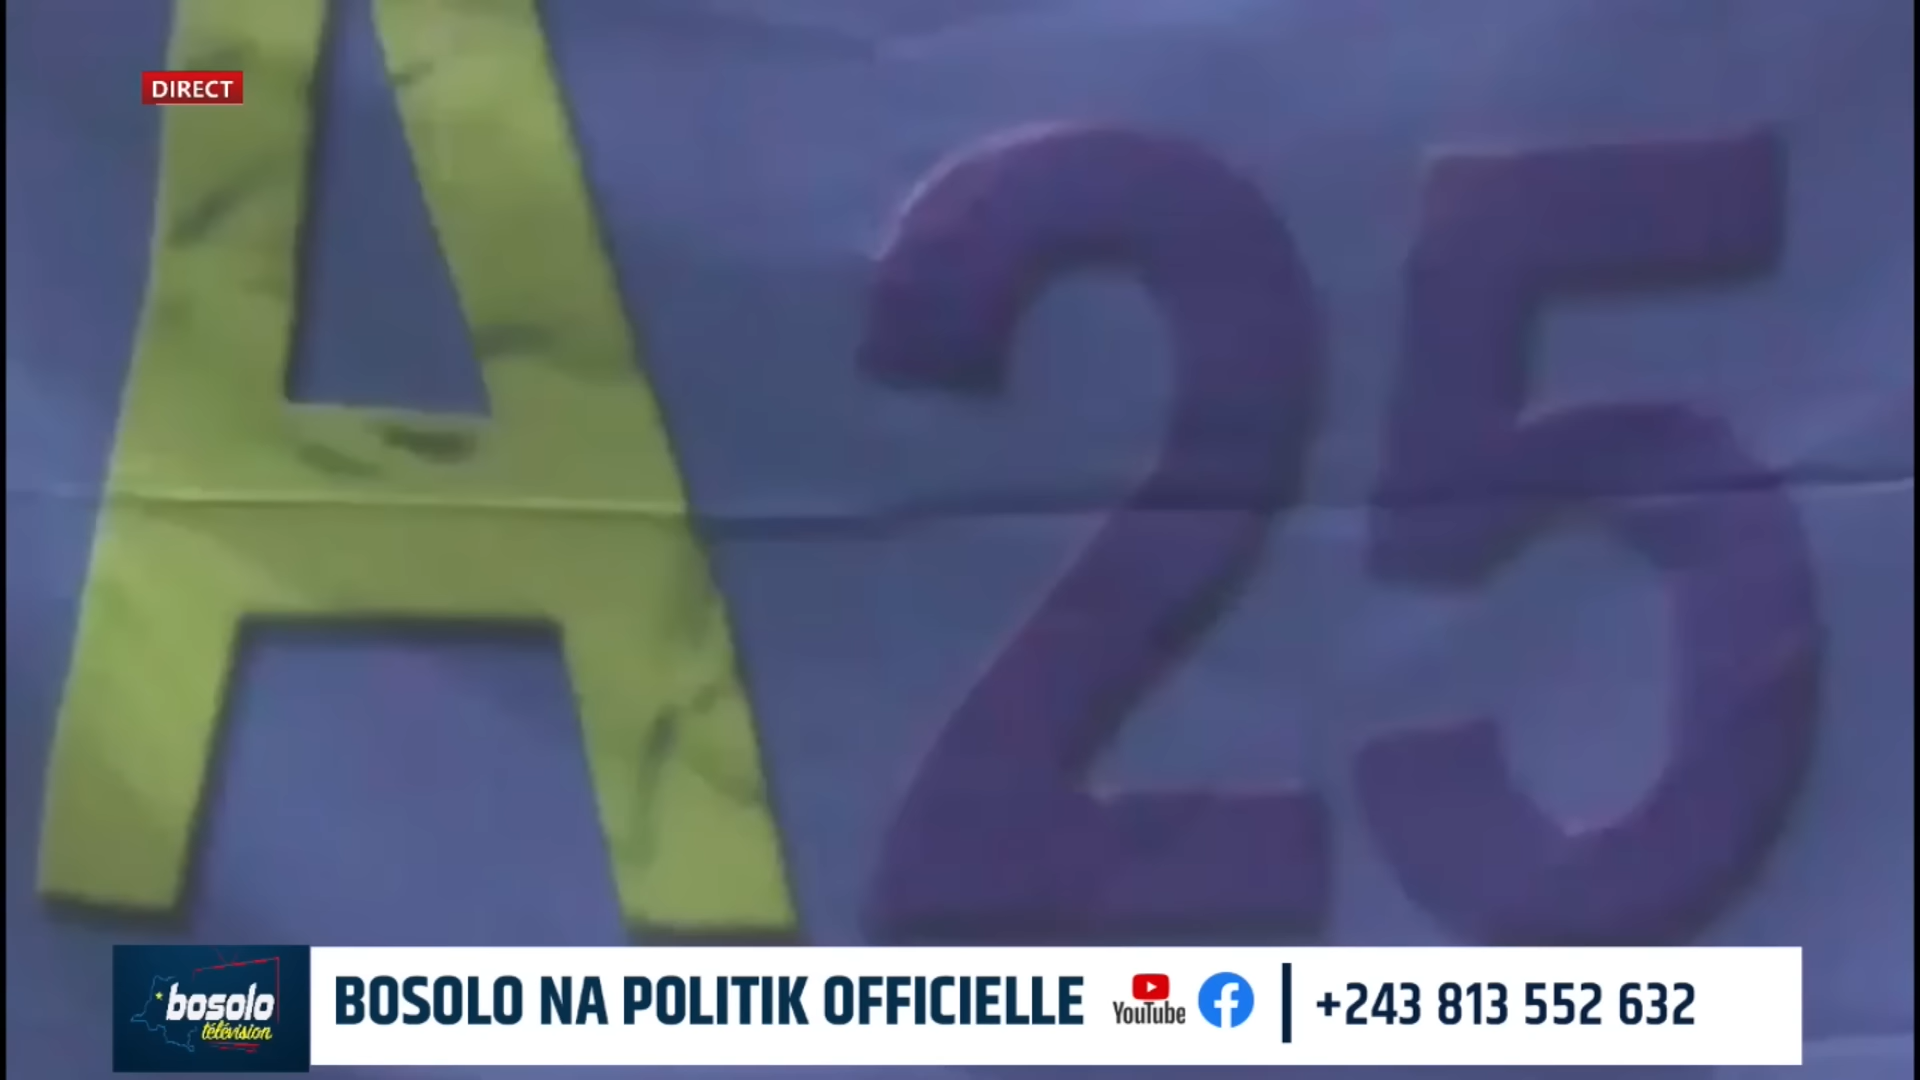 DIRECT
A 25
bosolo
télévision
BOSOLO NA POLITIK OFFICIELLE
YouTube
+243 813 552 632